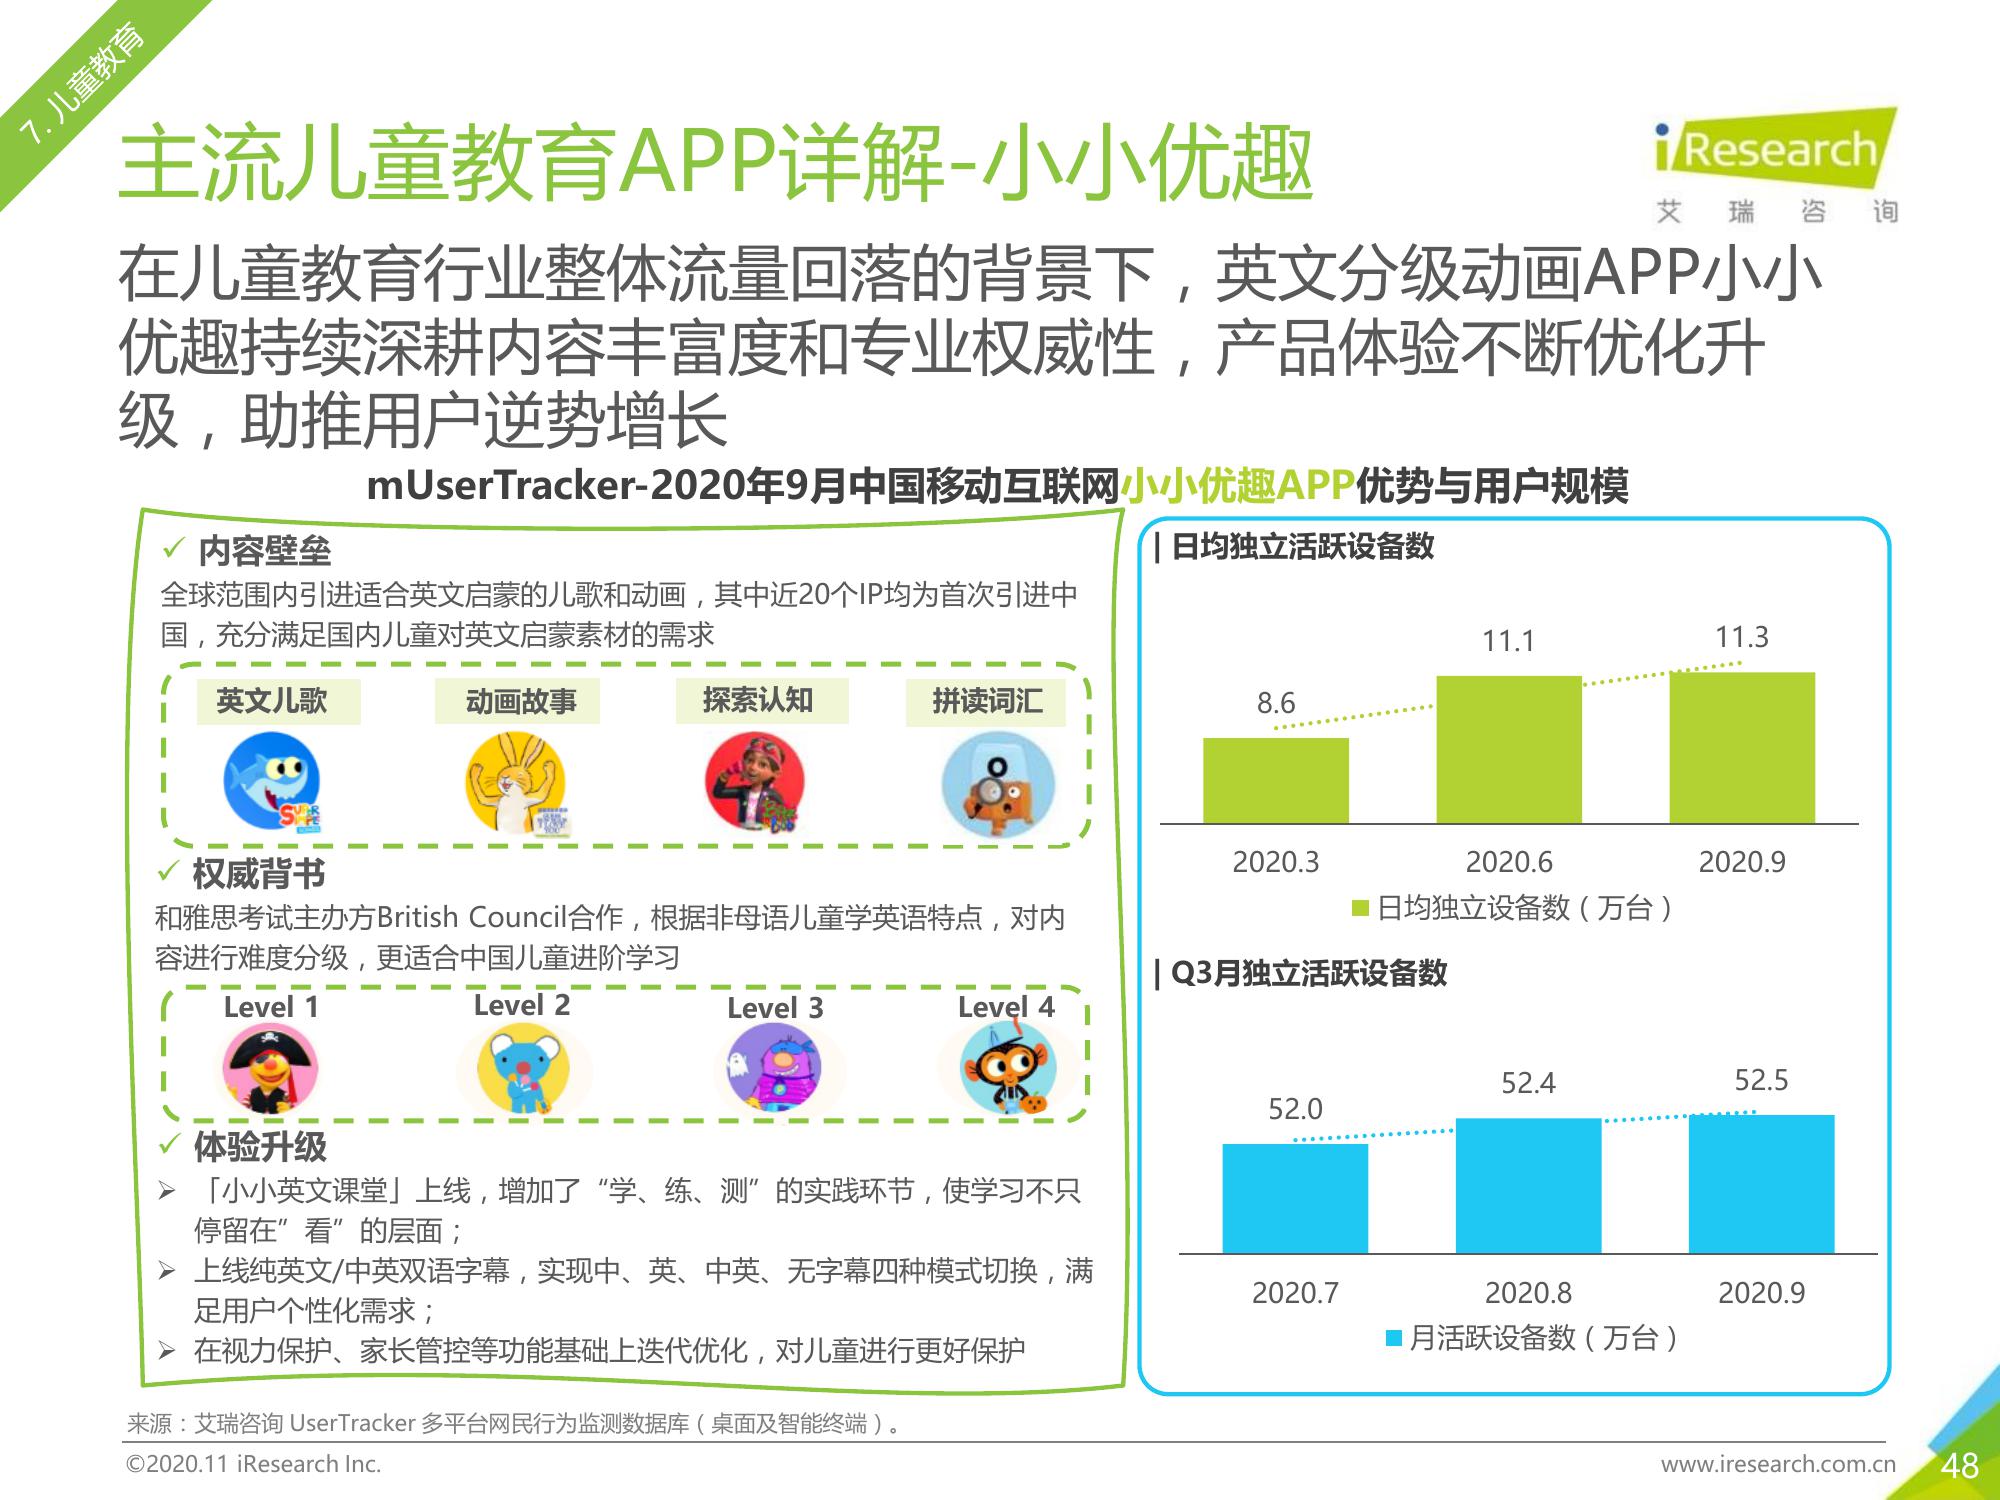 7. 儿童教育
主流儿童教育APP详解-小小优趣
iResearch
艾瑞咨询
在儿童教育行业整体流量回落的背景下，英文分级动画APP小小
优趣持续深耕内容丰富度和专业权威性，产品体验不断优化升
级，助推用户逆势增长
mUserTracker-2020年9月中国移动互联网小小优趣APP优势与用户规模
✓ 内容壁垒
全球范围内引进适合英文启蒙的儿歌和动画，其中近20个IP均为首次引进中
国，充分满足国内儿童对英文启蒙素材的需求
英文儿歌 动画故事 探索认知 拼读词汇
SUPER
SIMPLE
O
✓ 权威背书
和雅思考试主办方British Council合作，根据非母语儿童学英语特点，对内
容进行难度分级，更适合中国儿童进阶学习
Level 1 Level 2 Level 3 Level 4
✓ 体验升级
➢ 「小小英文课堂」上线，增加了“学、练、测”的实践环节，使学习不只
停留在”看”的层面；
➢ 上线纯英文/中英双语字幕，实现中、英、中英、无字幕四种模式切换，满
足用户个性化需求；
➢ 在视力保护、家长管控等功能基础上迭代优化，对儿童进行更好保护
| 日均独立活跃设备数
8.6 11.1 11.3
2020.3 2020.6 2020.9
日均独立设备数（万台）
| Q3月独立活跃设备数
52.0 52.4 52.5
2020.7 2020.8 2020.9
月活跃设备数（万台）
来源：艾瑞咨询 UserTracker 多平台网民行为监测数据库（桌面及智能终端）。
©2020.11 iResearch Inc.
www.iresearch.com.cn
48